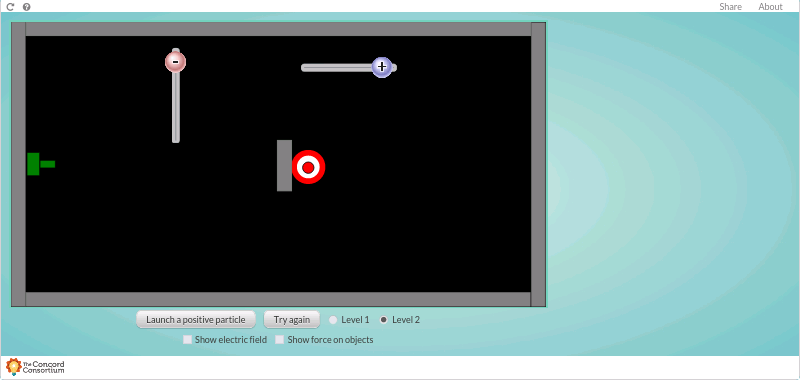 Share About
-
+
Launch a positive particle Try again Level 1 Level 2
Show electric field Show force on objects
The Concord
Consortium